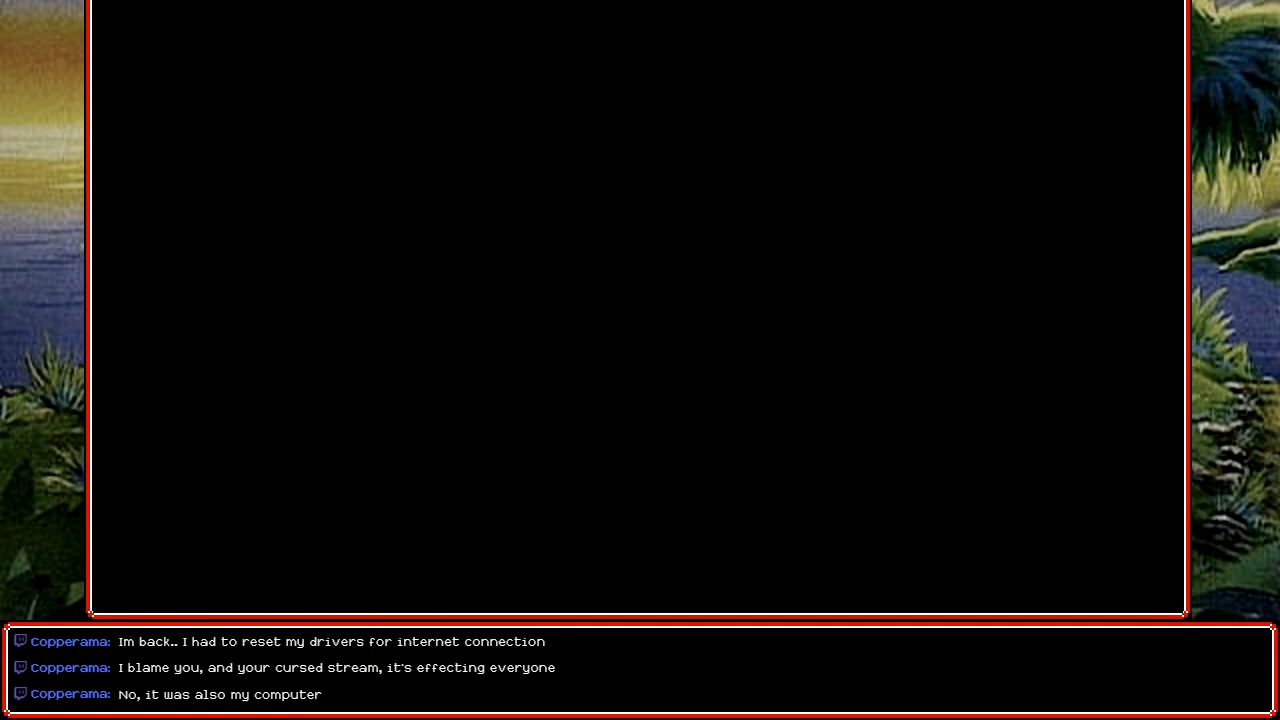 Copperama: Im back.. I had to reset my drivers for internet connection
Copperama: I blame you, and your cursed stream, it's effecting everyone
Copperama: No, it was also my computer